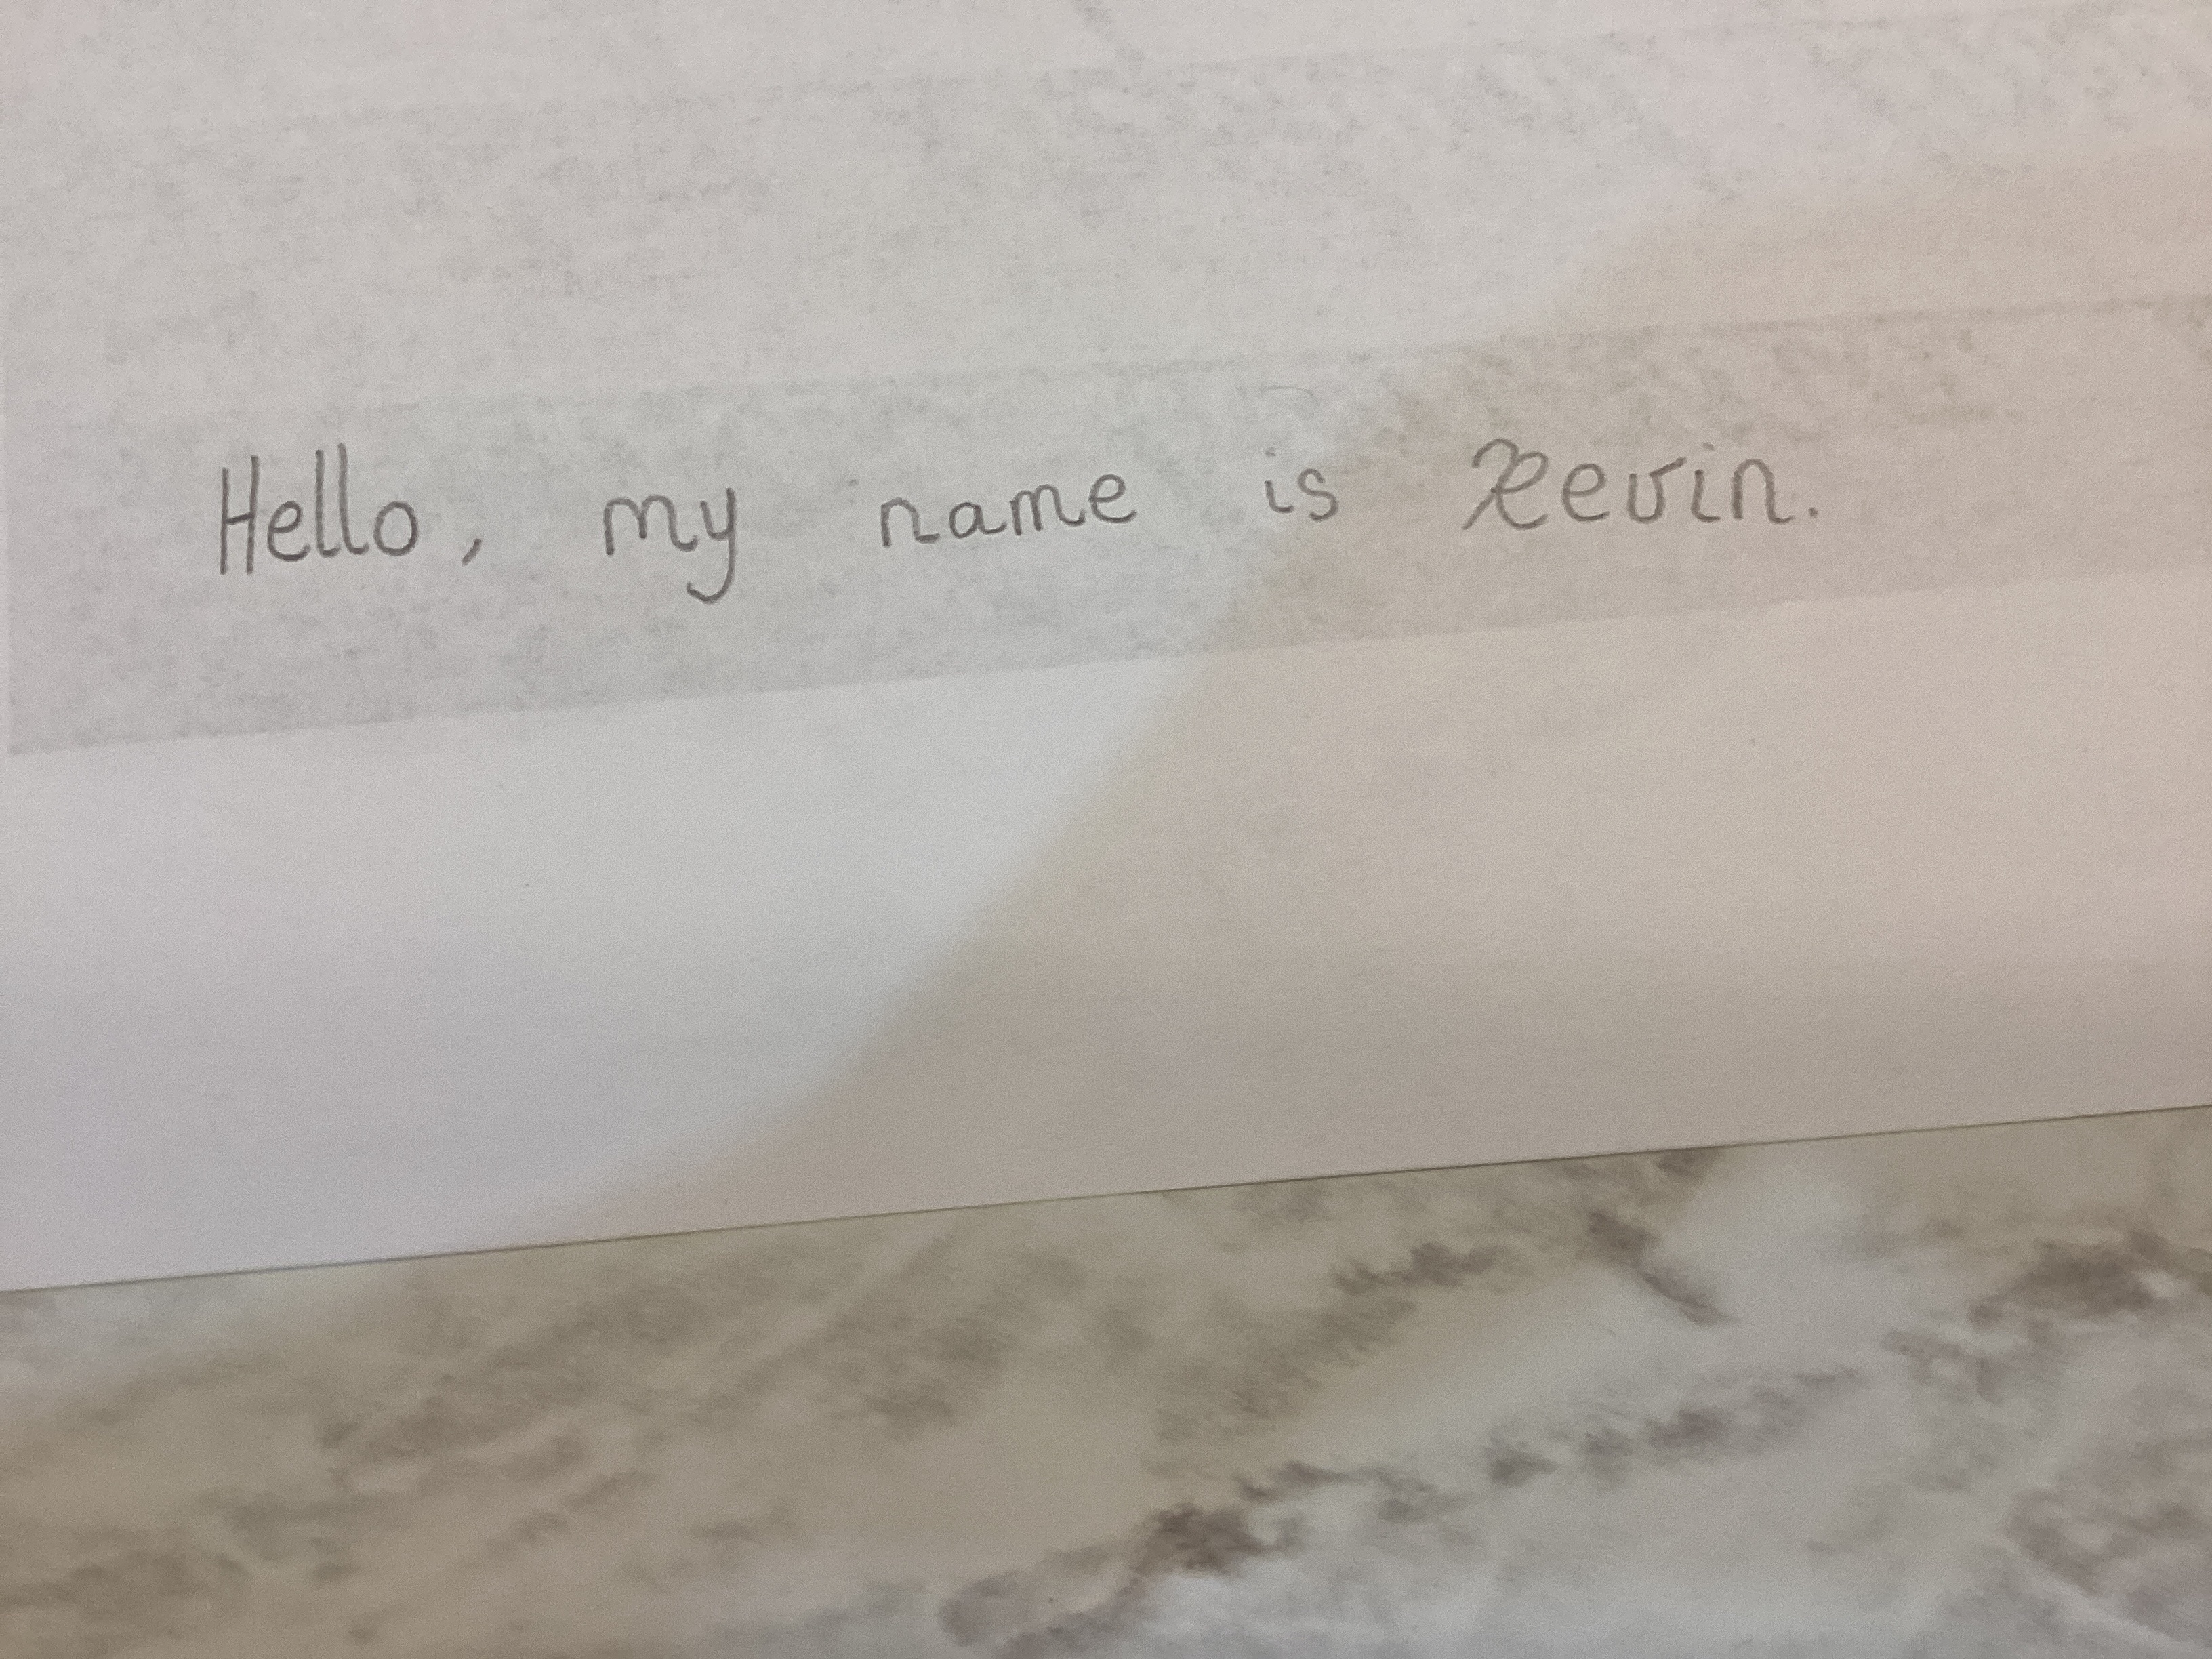 Hello, my name is Kevin.